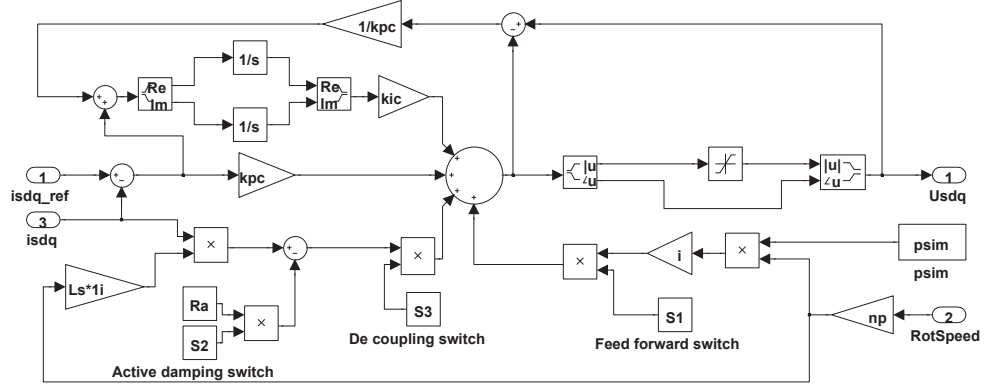 1/kpc
+
-
1/s
Re
Im
Re
Im
kic
+
+
1/s
1
isdq_ref
+
-
kpc
+
+
+
+
|u|
∠u
|u|
∠u
1
Usdq
3
isdq
×
+
-
×
×
i
×
psim
psim
Ls*1i
Ra
S2
×
S3
S1
np
2
RotSpeed
De coupling switch
Feed forward switch
Active damping switch